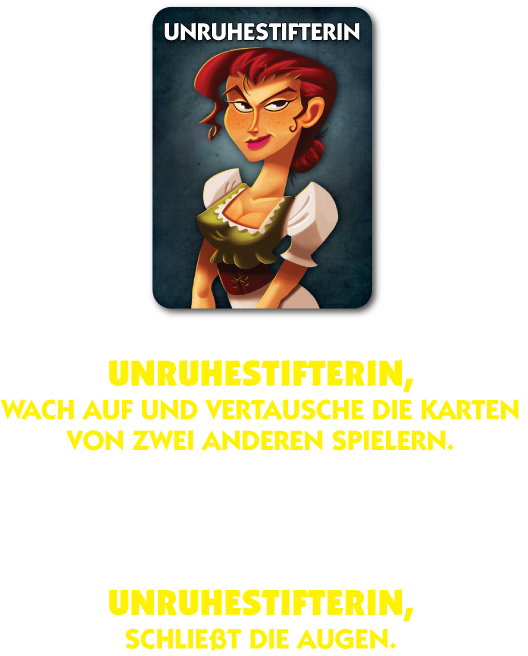 UNRUHESTIFTERIN
UNRUHESTIFTERIN,
WACH AUF UND VERTAUSCHE DIE KARTEN
VON ZWEI ANDEREN SPIELERN.
UNRUHESTIFTERIN,
SCHLIEßT DIE AUGEN.